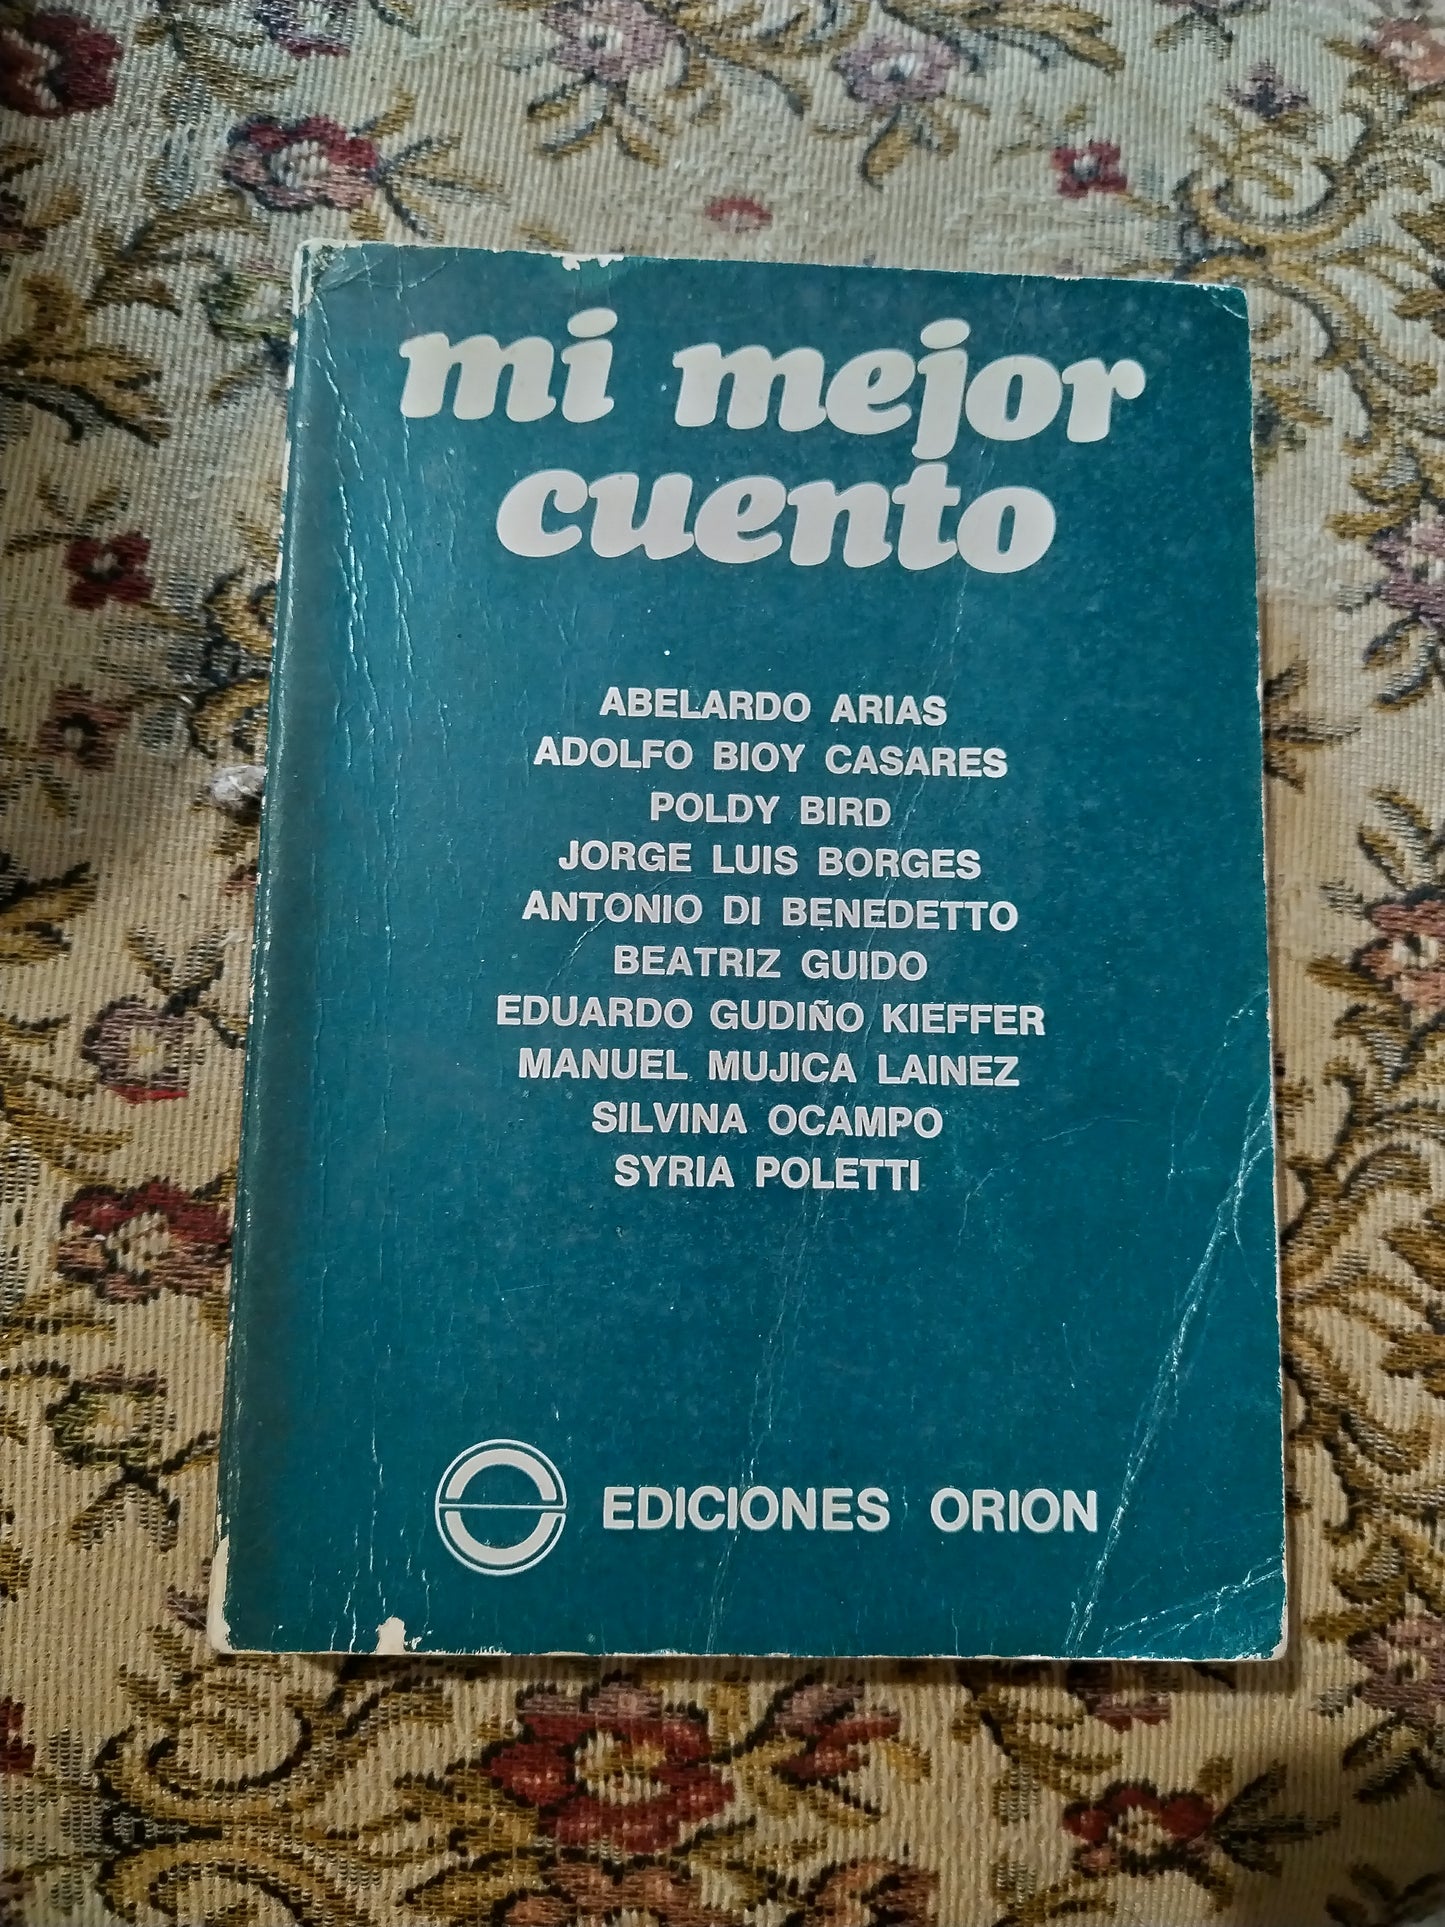 mi mejor
cuento
ABELARDO ARIAS
ADOLFO BIOY CASARES
POLDY BIRD
JORGE LUIS BORGES
ANTONIO DI BENEDETTO
BEATRIZ GUIDO
EDUARDO GUDIÑO KIEFFER
MANUEL MUJICA LAINEZ
SILVINA OCAMPO
SYRIA POLETTI
EDICIONES ORION